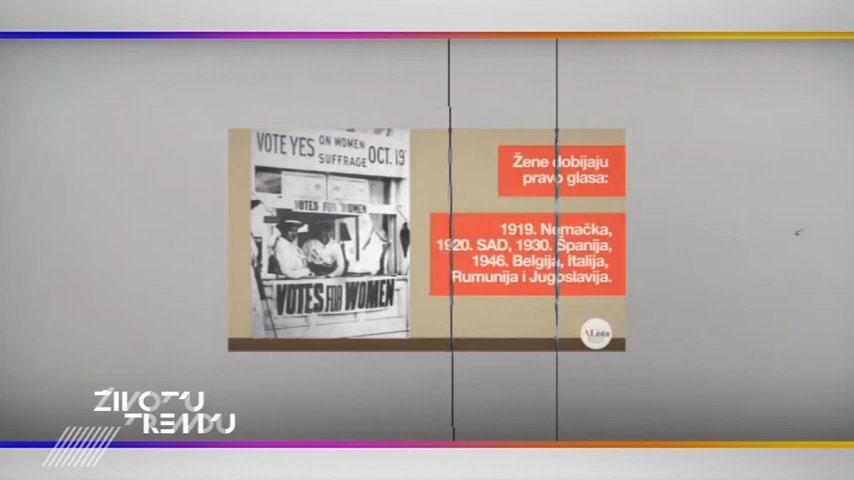 VOTE YES ON WOMEN SUFFRAGE OCT. 19
VOTES FOR WOMEN
VOTES FOR WOMEN
Žene dobijaju
pravo glasa:
1919. Nemačka,
1920. SAD, 1930. Španija,
1946. Belgija, Italija,
Rumunija i Jugoslavija.
ALista
ŽIVOT U
TRENDU